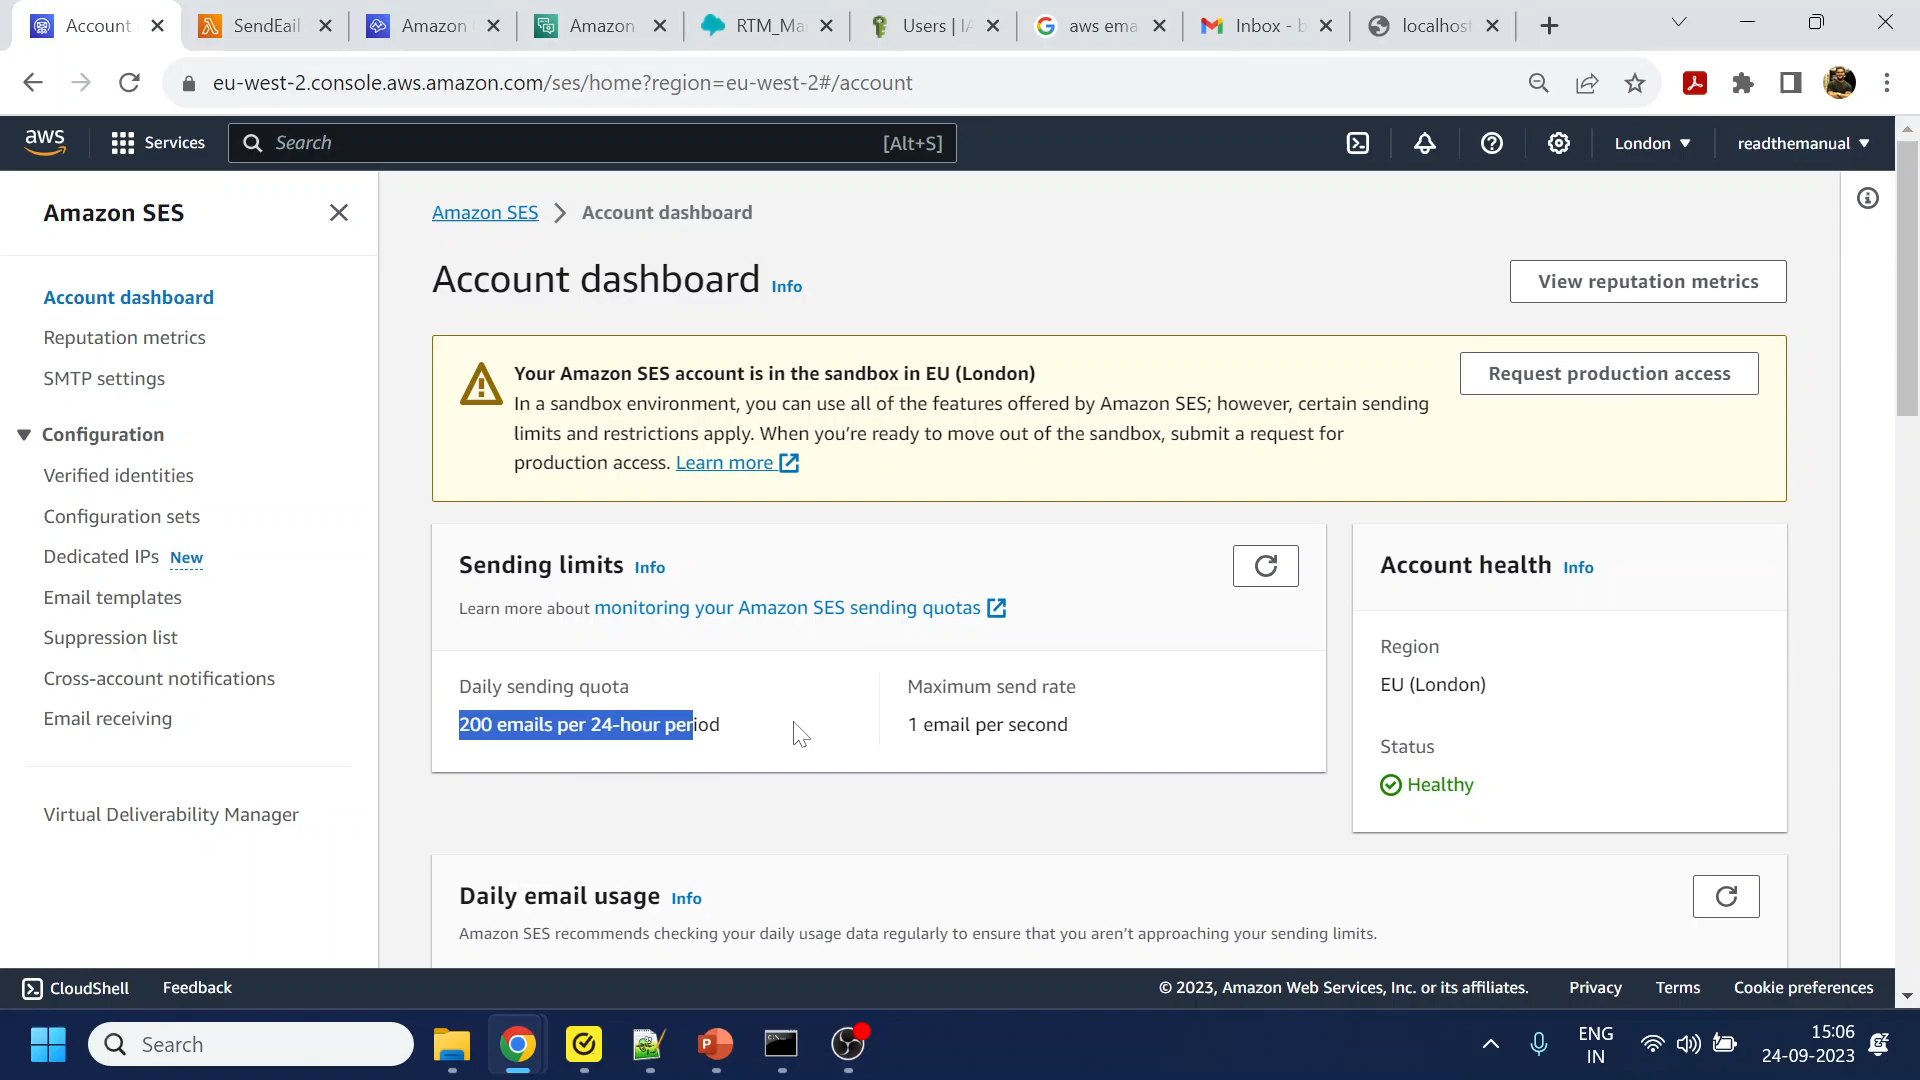 Account
SendEail
Amazon
Amazon
RTM_Ma
Users | IA
aws ema
Inbox - b
localhost
eu-west-2.console.aws.amazon.com/ses/home?region=eu-west-2#/account
aws
Services
Search
[Alt+S]
London
readthemanual
Amazon SES
Account dashboard
Reputation metrics
SMTP settings
Configuration
Verified identities
Configuration sets
Dedicated IPs New
Email templates
Suppression list
Cross-account notifications
Email receiving
Virtual Deliverability Manager
Amazon SES > Account dashboard
Account dashboard Info
View reputation metrics
Your Amazon SES account is in the sandbox in EU (London)
In a sandbox environment, you can use all of the features offered by Amazon SES; however, certain sending
limits and restrictions apply. When you're ready to move out of the sandbox, submit a request for
production access. Learn more
Request production access
Sending limits Info
Learn more about monitoring your Amazon SES sending quotas
Daily sending quota
200 emails per 24-hour period
Maximum send rate
1 email per second
Account health Info
Region
EU (London)
Status
Healthy
Daily email usage Info
Amazon SES recommends checking your daily usage data regularly to ensure that you aren't approaching your sending limits.
CloudShell
Feedback
© 2023, Amazon Web Services, Inc. or its affiliates.
Privacy
Terms
Cookie preferences
Search
ENG
IN
15:06
24-09-2023